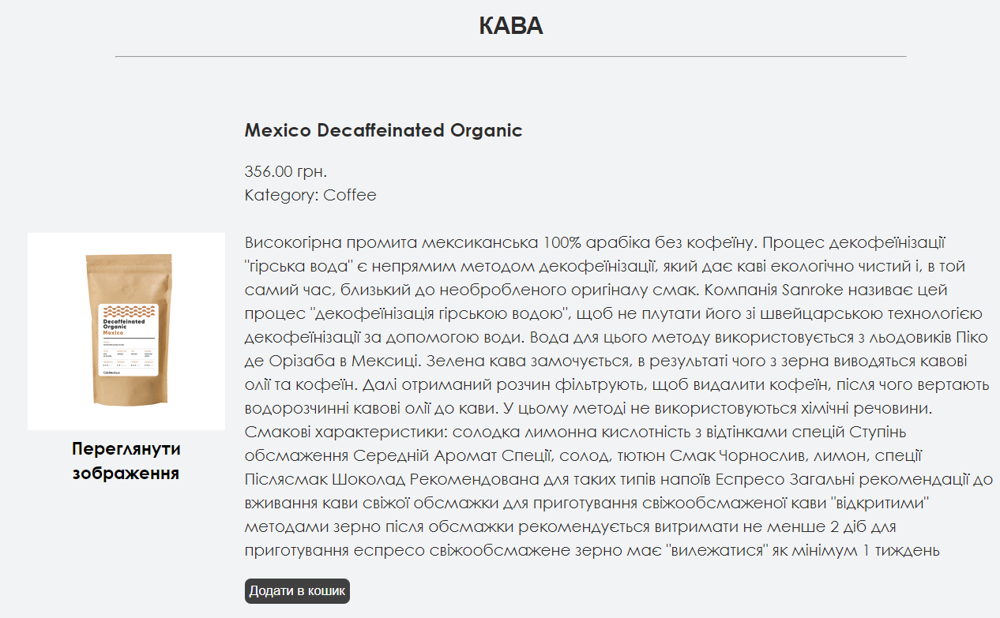 КАВА
Mexico Decaffeinated Organic
356.00 грн.
Kategory: Coffee
Високогірна промита мексиканська 100% арабіка без кофеїну. Процес декофеїнізації
"гірська вода" є непрямим методом декофеїнізації, який дає каві екологічно чистий і, в той
самий час, близький до необробленого оригіналу смак. Компанія Sanroke називає цей
процес "декофеїнізація гірською водою", щоб не плутати його зі швейцарською технологією
декофеїнізації за допомогою води. Вода для цього методу використовується з льодовиків Піко
де Орізаба в Мексиці. Зелена кава замочується, в результаті чого з зерна виводяться кавові
олії та кофеїн. Далі отриманий розчин фільтрують, щоб видалити кофеїн, після чого вертають
водорозчинні кавові олії до кави. У цьому методі не використовуються хімічні речовини.
Смакові характеристики: солодка лимонна кислотність з відтінками спецій Ступінь
обсмаження Середній Аромат Спеції, солод, тютюн Смак Чорнослив, лимон, спеції
Післясмак Шоколад Рекомендована для таких типів напоїв Еспресо Загальні рекомендації до
вживання кави свіжої обсмажки для приготування свіжообсмаженої кави "відкритими"
методами зерно після обсмажки рекомендується витримати не менше 2 діб для
приготування еспресо свіжообсмажене зерно має "вилежатися" як мінімум 1 тиждень
Decaffeinated
Organic
Mexico
Переглянути
зображення
Додати в кошик